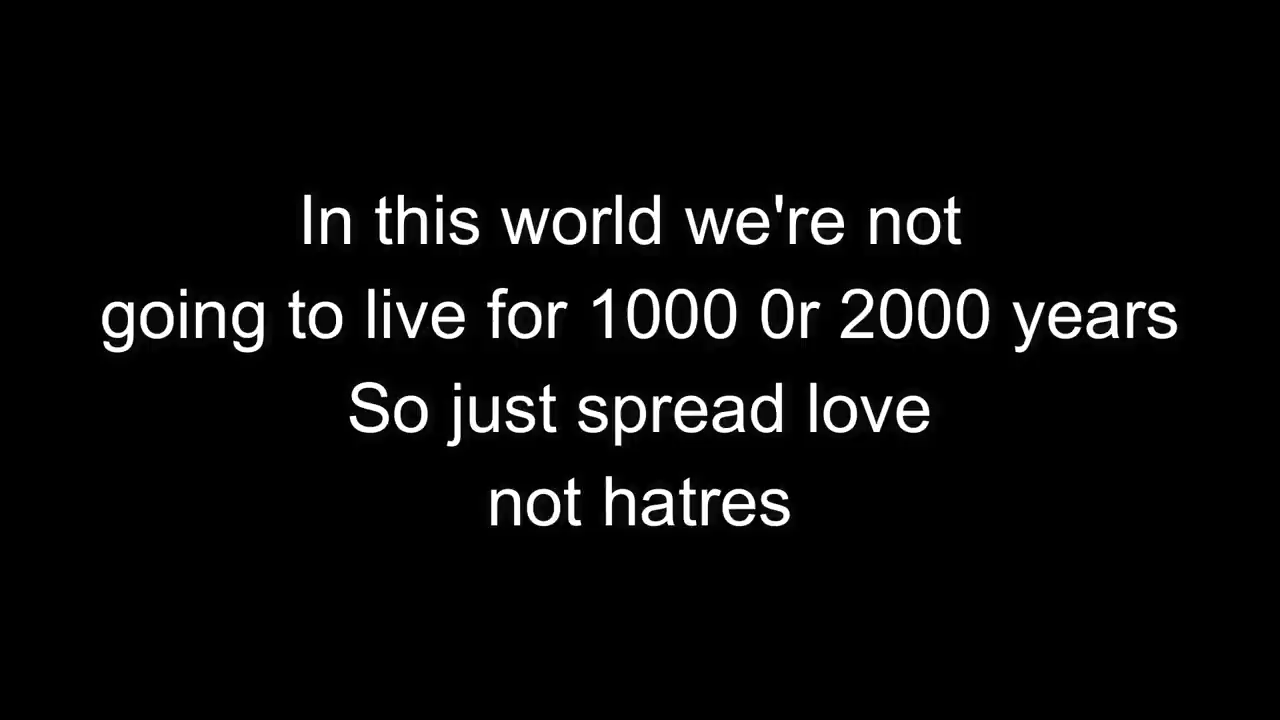 In this world we're not
going to live for 1000 0r 2000 years
So just spread love
not hatres